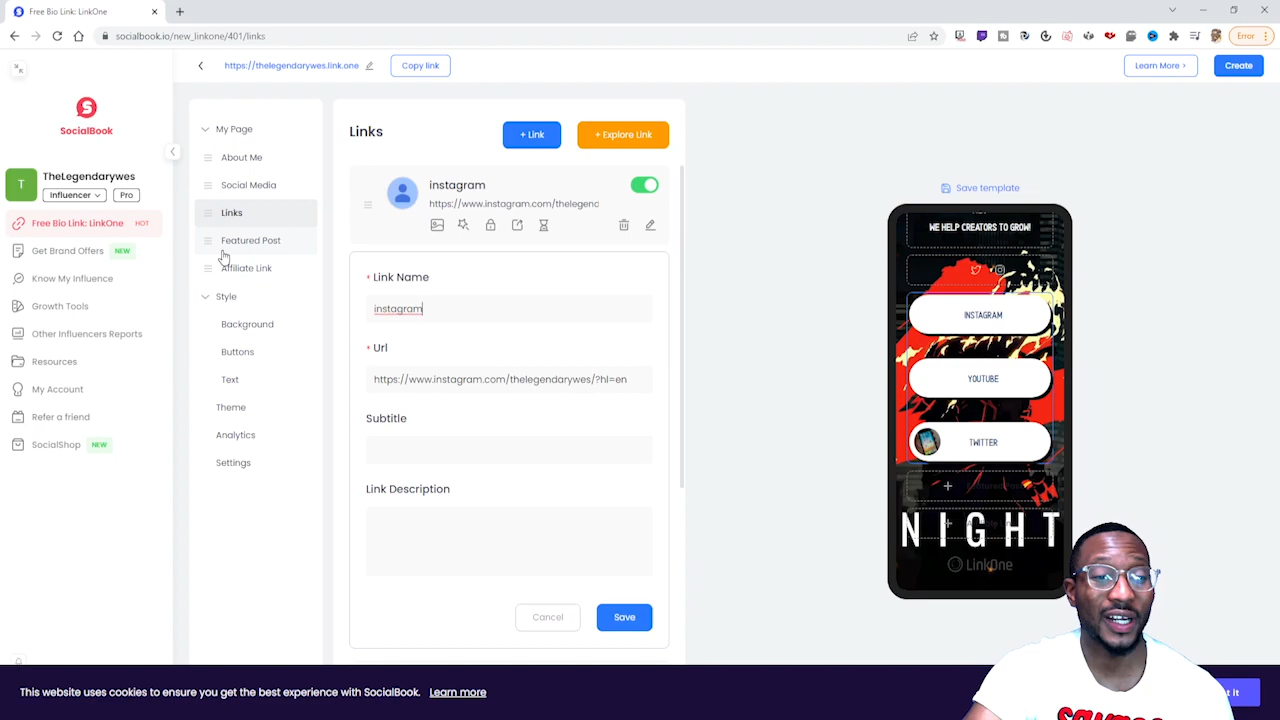 Free Bio Link: LinkOne
socialbook.io/new_linkone/401/links
Error
https://thelegendarywes.link.one
Copy link
Learn More >
Create
SocialBook
T
TheLegendarywes
Influencer
Pro
Free Bio Link: LinkOne HOT
Get Brand Offers NEW
Know My Influence
Growth Tools
Other Influencers Reports
Resources
My Account
Refer a friend
SocialShop NEW
My Page
About Me
Social Media
Links
Featured Post
Affiliate Link
Style
Background
Buttons
Text
Theme
Analytics
Settings
Links
+ Link
+ Explore Link
instagram
https://www.instagram.com/thelegendarywes
* Link Name
instagram
* Url
https://www.instagram.com/thelegendarywes/?hl=en
Subtitle
Link Description
Cancel
Save
Save template
WE HELP CREATORS TO GROW!
INSTAGRAM
YOUTUBE
TWITTER
NIGHT
LinkOne
This website uses cookies to ensure you get the best experience with SocialBook. Learn more
t it